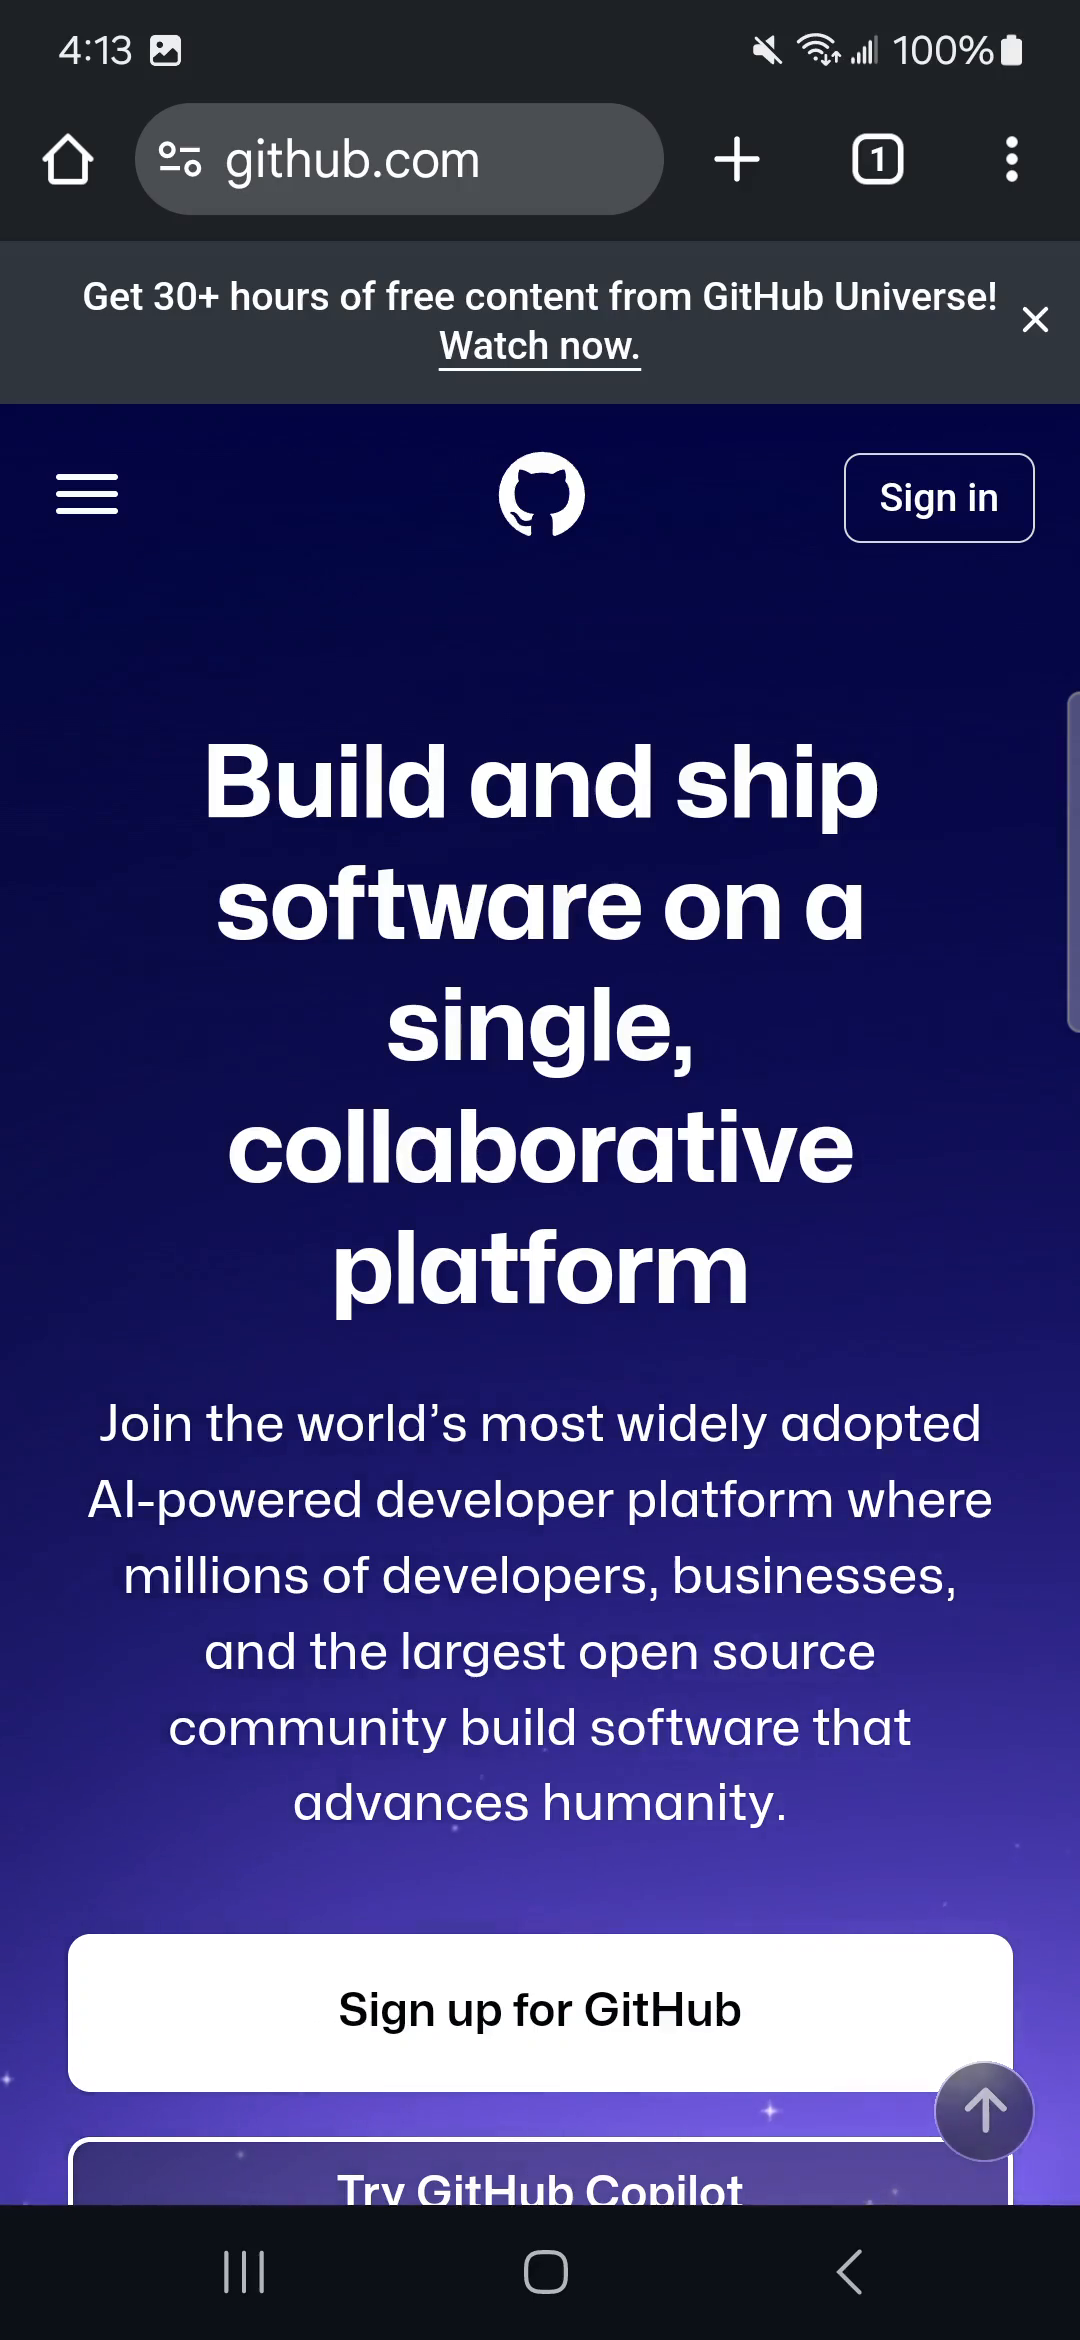 4:13
100%
github.com
1
Get 30+ hours of free content from GitHub Universe!
Watch now.
Sign in
Build and ship
software on a
single,
collaborative
platform
Join the world’s most widely adopted
AI-powered developer platform where
millions of developers, businesses,
and the largest open source
community build software that
advances humanity.
Sign up for GitHub
Try GitHub Copilot